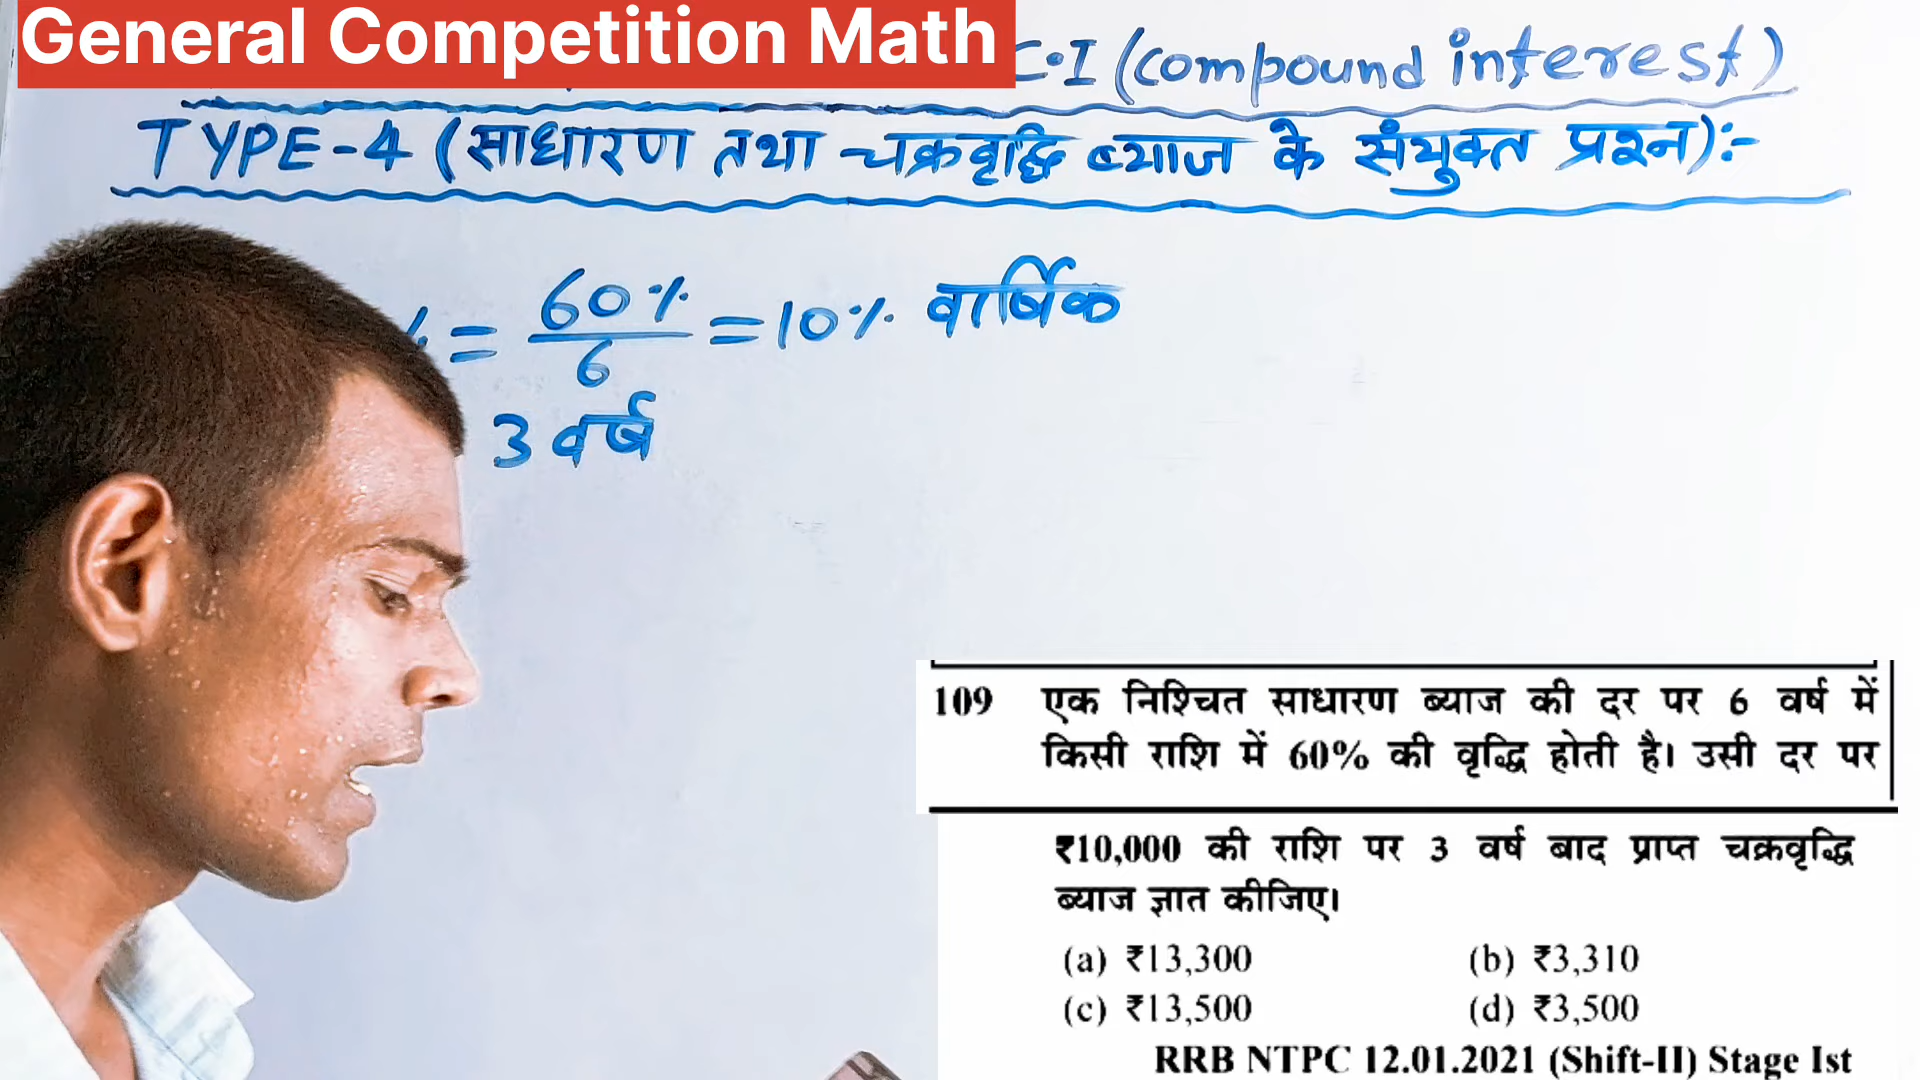 General Competition Math
C.I (compound interest)
TYPE-4 (साधारण तथा चक्रवृद्धि ब्याज के संयुक्त प्रश्न):-
% = 60% / 6 = 10% वार्षिक
3 वर्ष
109 एक निश्चित साधारण ब्याज की दर पर 6 वर्ष में
किसी राशि में 60% की वृद्धि होती है। उसी दर पर
₹10,000 की राशि पर 3 वर्ष बाद प्राप्त चक्रवृद्धि
ब्याज ज्ञात कीजिए।
(a) ₹13,300 (b) ₹3,310
(c) ₹13,500 (d) ₹3,500
RRB NTPC 12.01.2021 (Shift-II) Stage Ist